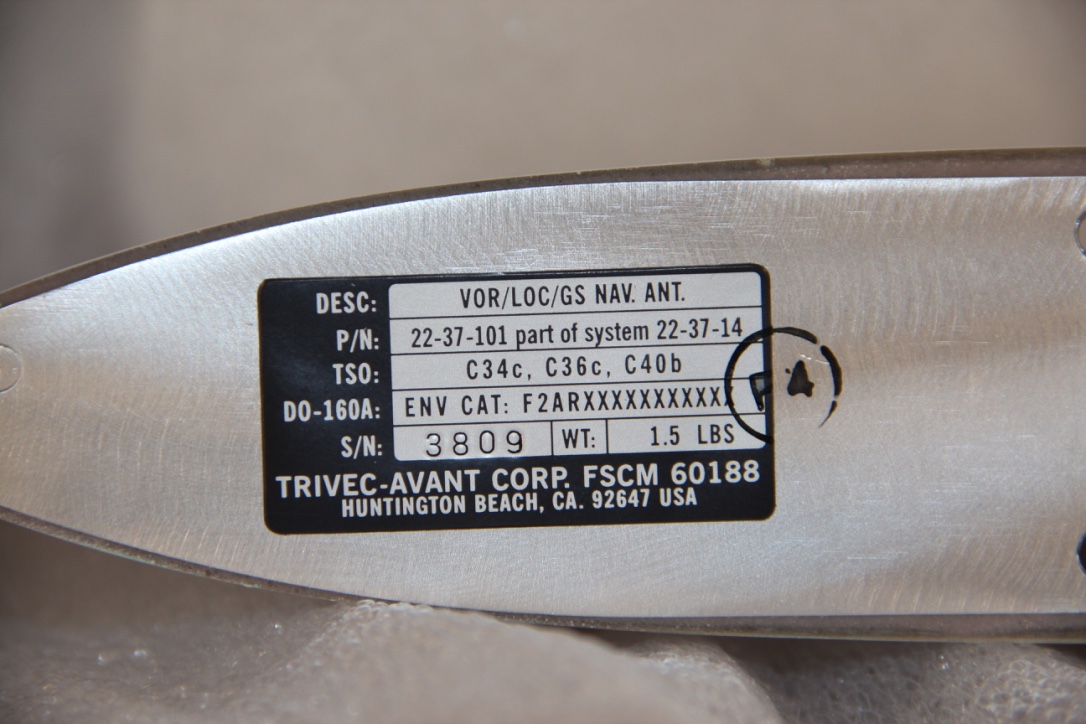 DESC: VOR/LOC/GS NAV. ANT.
P/N: 22-37-101 part of system 22-37-14
TSO: C34c, C36c, C40b
DO-160A: ENV CAT: F2ARXXXXXXXXXXX
S/N: 3809 WT: 1.5 LBS
TRIVEC-AVANT CORP. FSCM 60188
HUNTINGTON BEACH, CA. 92647 USA